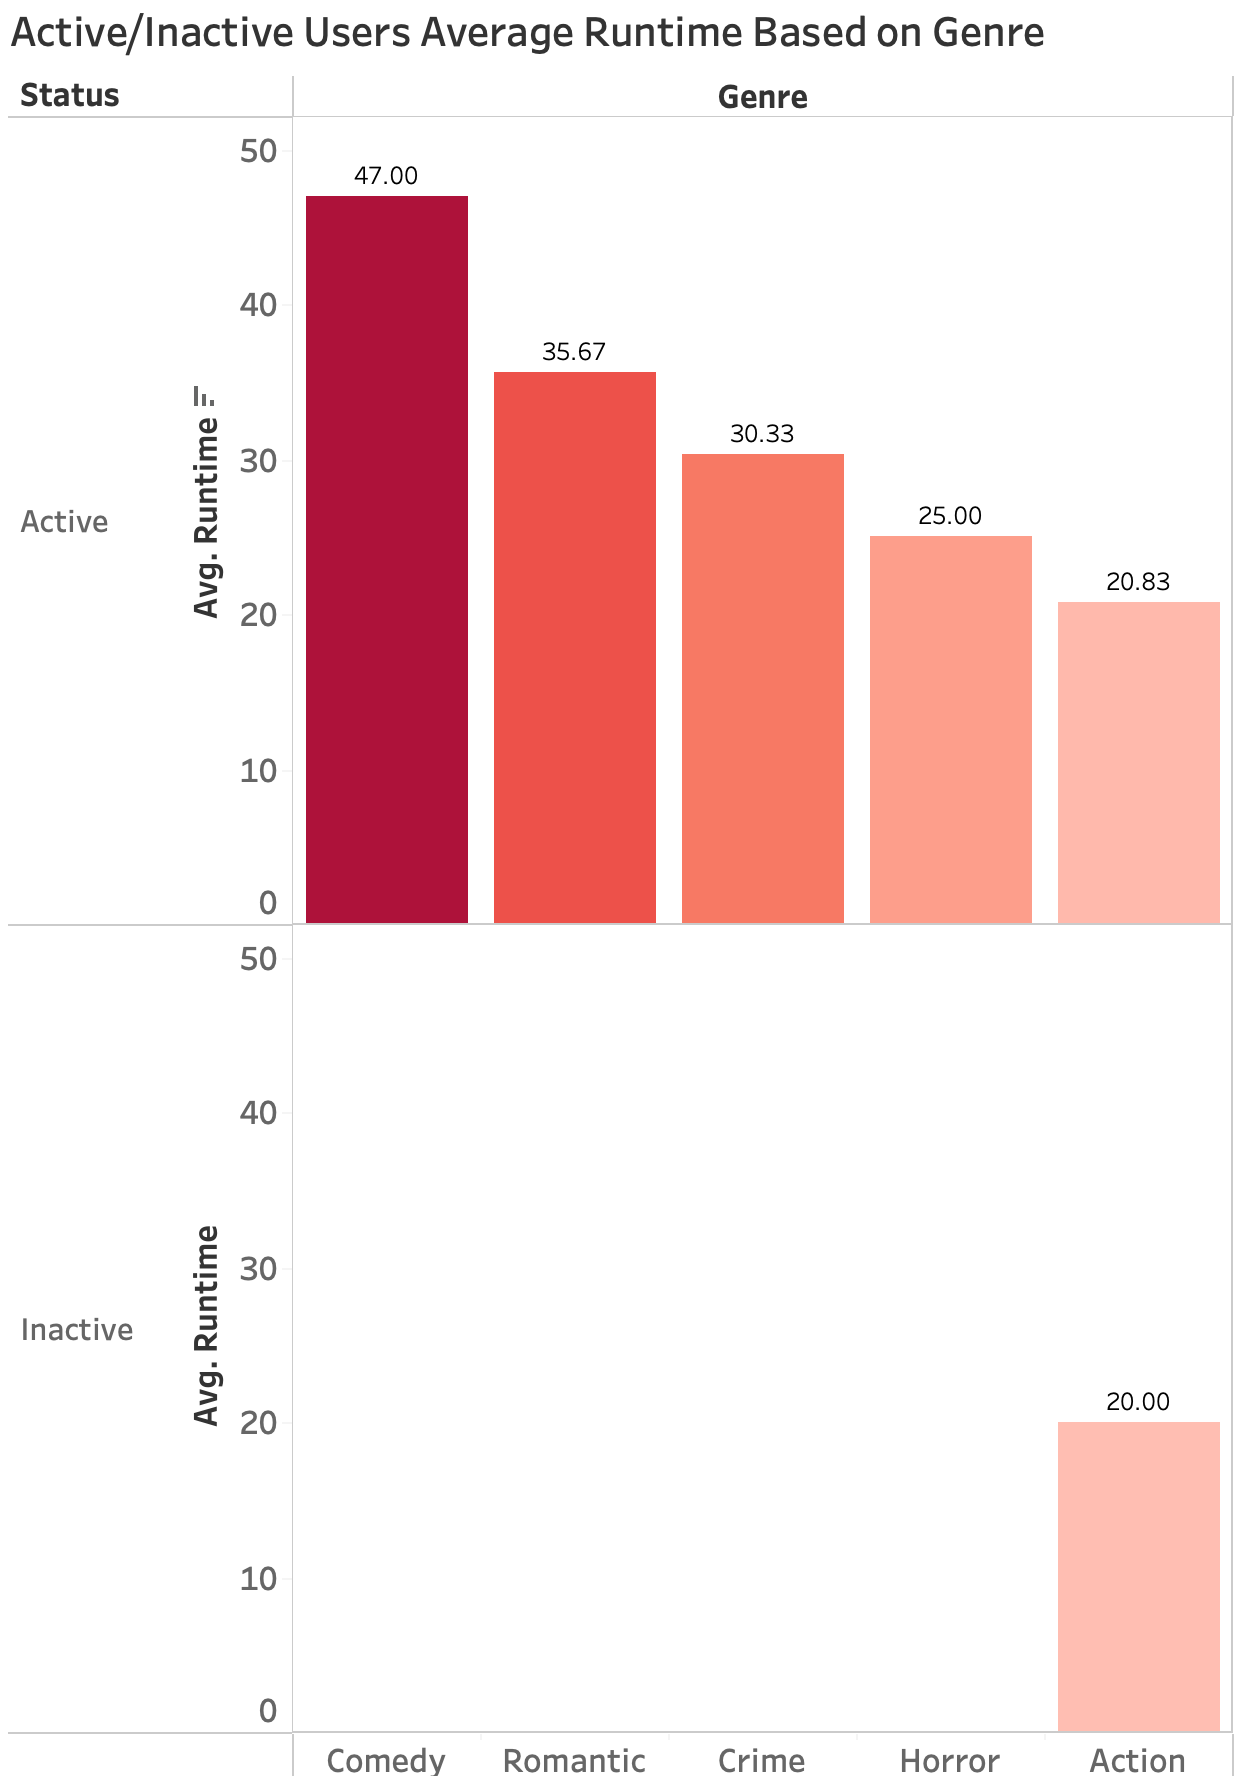 Active/Inactive Users Average Runtime Based on Genre
Status
Genre
50
40
30
20
10
0
Avg. Runtime
Active
47.00
35.67
30.33
25.00
20.83
50
40
30
20
10
0
Avg. Runtime
Inactive
20.00
Comedy Romantic Crime Horror Action